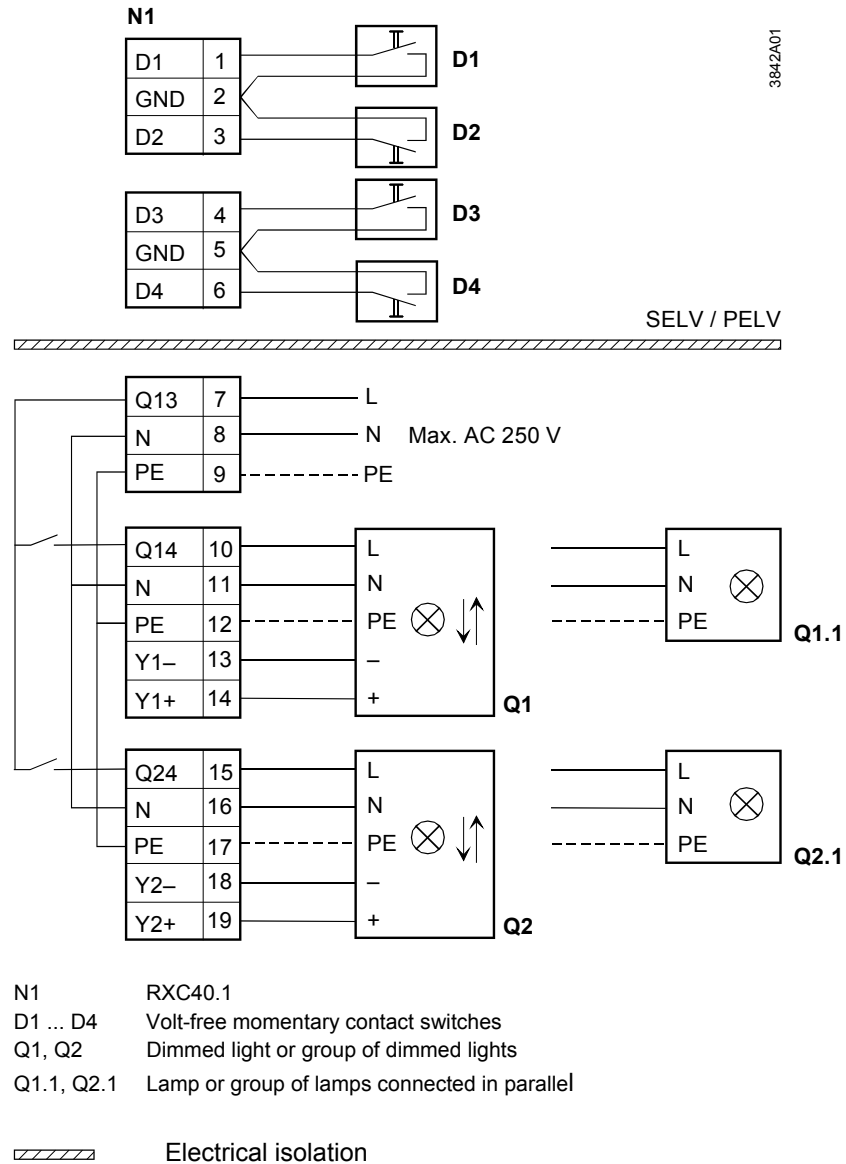 N1
3842A01
D1 1
GND 2
D2 3
D1
D2
D3 4
GND 5
D4 6
D3
D4
SELV / PELV
Q13 7 L
N 8 N Max. AC 250 V
PE 9 PE
Q14 10 L L
N 11 N N
PE 12 PE PE
Q1.1
Y1– 13 –
Y1+ 14 +
Q1
Q24 15 L L
N 16 N N
PE 17 PE PE
Q2.1
Y2– 18 –
Y2+ 19 +
Q2
N1 RXC40.1
D1 ... D4 Volt-free momentary contact switches
Q1, Q2 Dimmed light or group of dimmed lights
Q1.1, Q2.1 Lamp or group of lamps connected in parallel
Electrical isolation